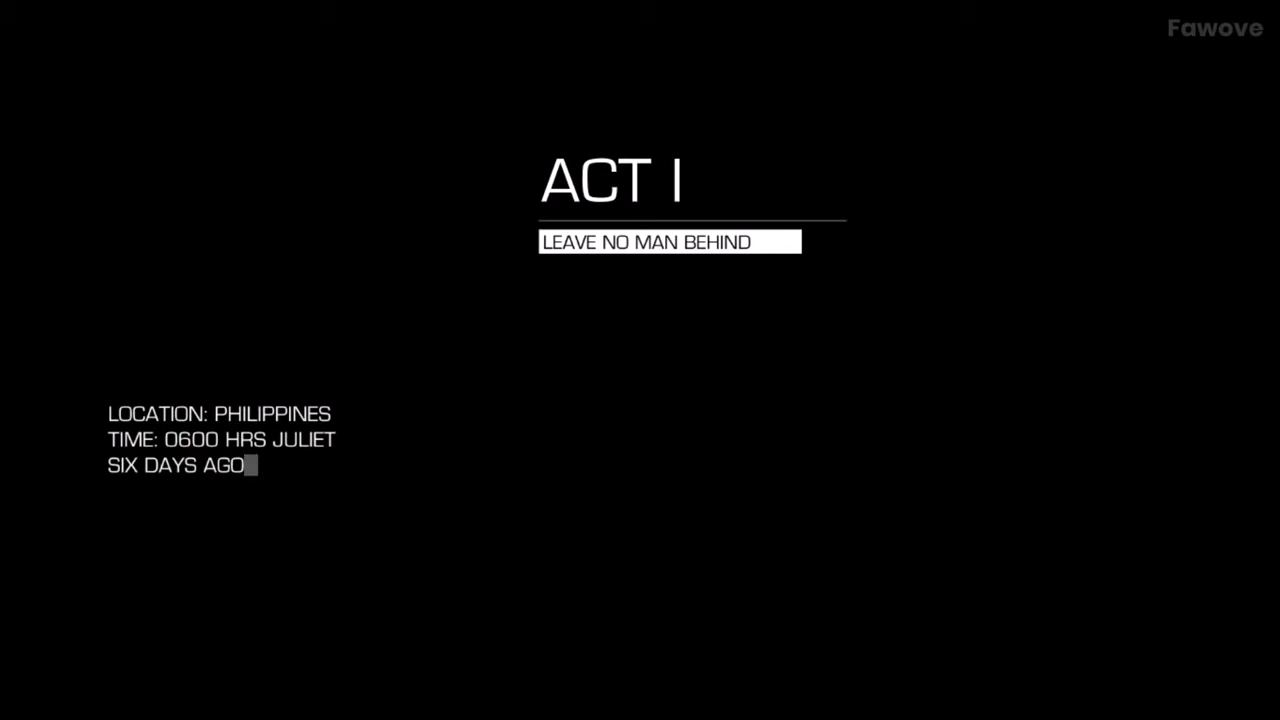 Fawove
ACT I
LEAVE NO MAN BEHIND
LOCATION: PHILIPPINES
TIME: 0600 HRS JULIET
SIX DAYS AGO